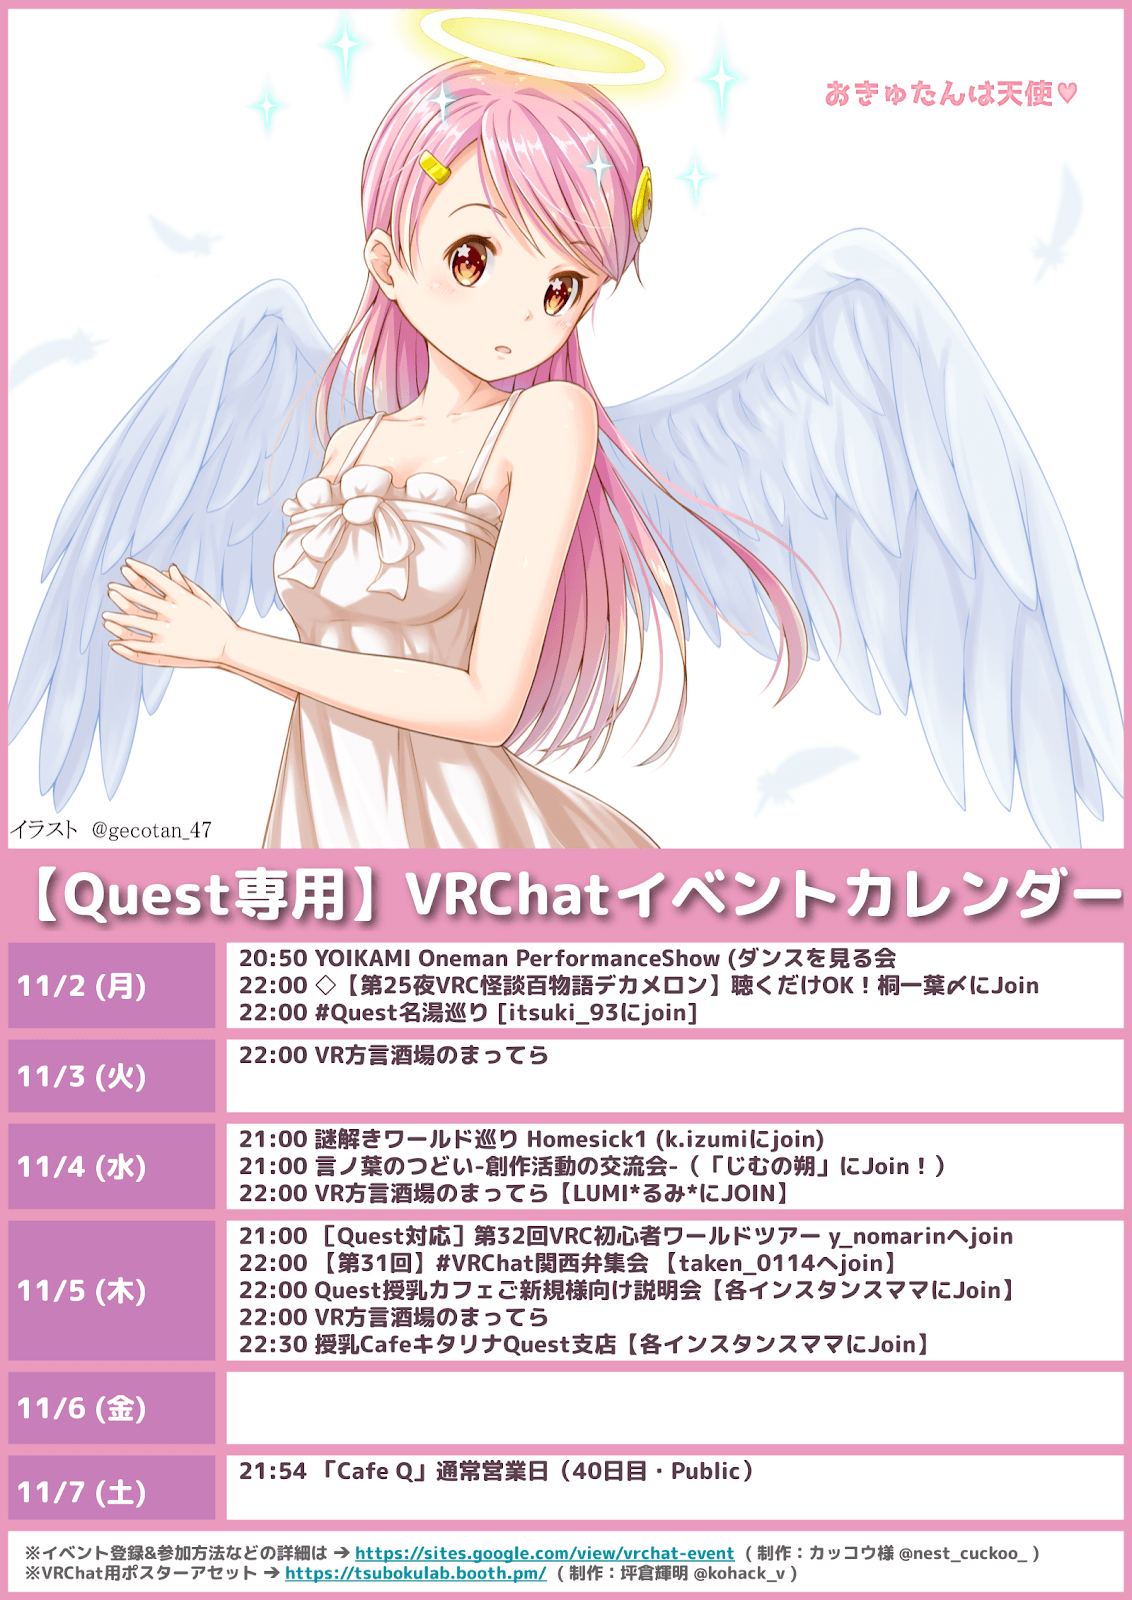 おきゅたんは天使♥
イラスト @gecotan_47
【Quest専用】VRChatイベントカレンダー
11/2 (月)
20:50 YOIKAMI Oneman PerformanceShow (ダンスを見る会
22:00 ◇【第25夜VRC怪談百物語デカメロン】聴くだけOK！桐一葉〆にJoin
22:00 #Quest名湯巡り [itsuki_93にjoin]
11/3 (火)
22:00 VR方言酒場のまってら
11/4 (水)
21:00 謎解きワールド巡り Homesick1 (k.izumiにjoin)
21:00 言ノ葉のつどい-創作活動の交流会-（「じむの朔」にJoin！）
22:00 VR方言酒場のまってら【LUMI*るみ*にJOIN】
11/5 (木)
21:00 ［Quest対応］第32回VRC初心者ワールドツアー y_nomarinへjoin
22:00 【第31回】#VRChat関西弁集会 【taken_0114へjoin】
22:00 Quest授乳カフェご新規様向け説明会【各インスタンスママにJoin】
22:00 VR方言酒場のまってら
22:30 授乳CafeキタリナQuest支店【各インスタンスママにJoin】
11/6 (金)
11/7 (土)
21:54 「Cafe Q」通常営業日（40日目・Public）
※イベント登録&参加方法などの詳細は ➔ https://sites.google.com/view/vrchat-event ( 制作：カッコウ様 @nest_cuckoo_ )
※VRChat用ポスターアセット ➔ https://tsubokulab.booth.pm/ ( 制作：坪倉輝明 @kohack_v )